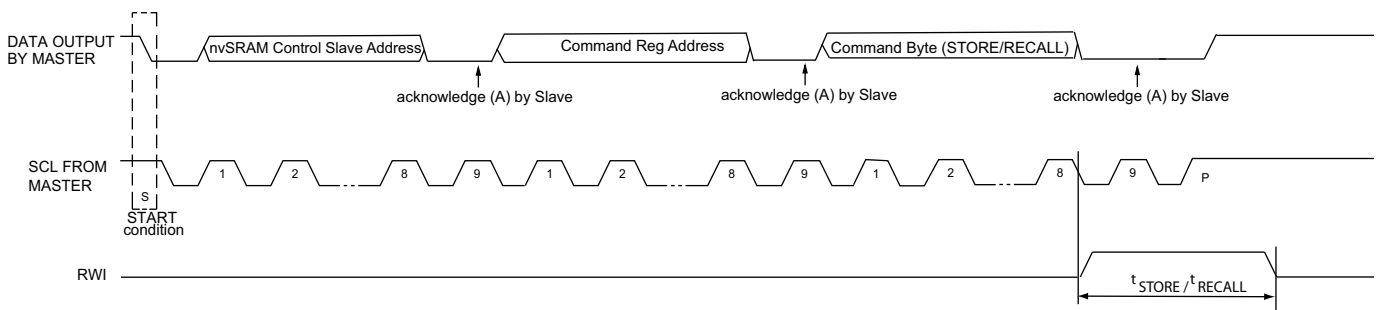 DATA OUTPUT
BY MASTER
nvSRAM Control Slave Address
Command Reg Address
Command Byte (STORE/RECALL)
acknowledge (A) by Slave
acknowledge (A) by Slave
acknowledge (A) by Slave
SCL FROM
MASTER
1
2
8
9
1
2
8
9
1
2
8
9
P
S
START
condition
RWI
t STORE / t RECALL